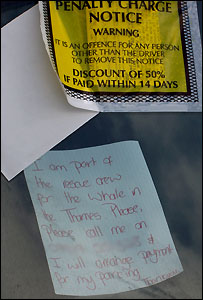 PENALTY CHARGE
NOTICE
WARNING
IT IS AN OFFENCE FOR ANY PERSON
OTHER THAN THE DRIVER
TO REMOVE THIS NOTICE
DISCOUNT OF 50%
IF PAID WITHIN 14 DAYS
I am part of
the rescue crew
for the Whale in
the Thames. Please
Please call me on
&
I will arrange payment
for my parking